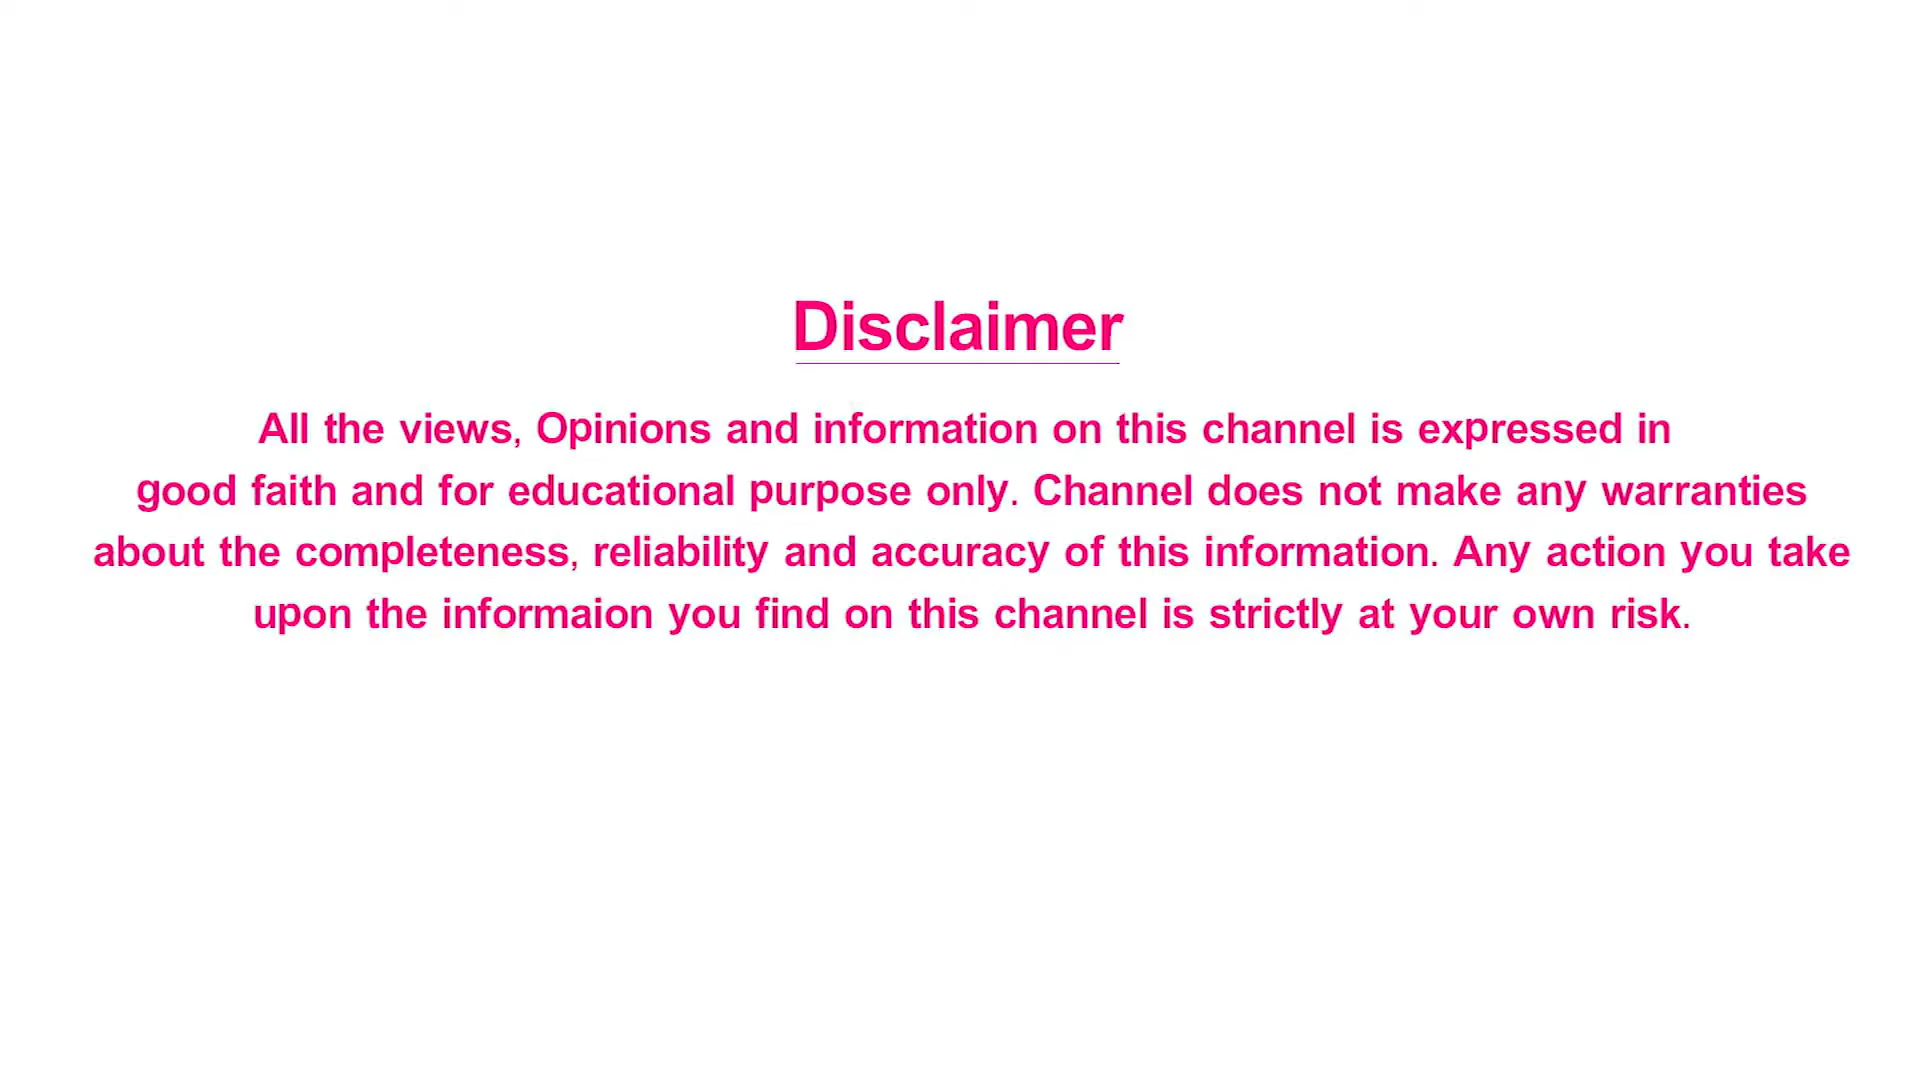 Disclaimer
All the views, Opinions and information on this channel is expressed in
good faith and for educational purpose only. Channel does not make any warranties
about the completeness, reliability and accuracy of this information. Any action you take
upon the informaion you find on this channel is strictly at your own risk.